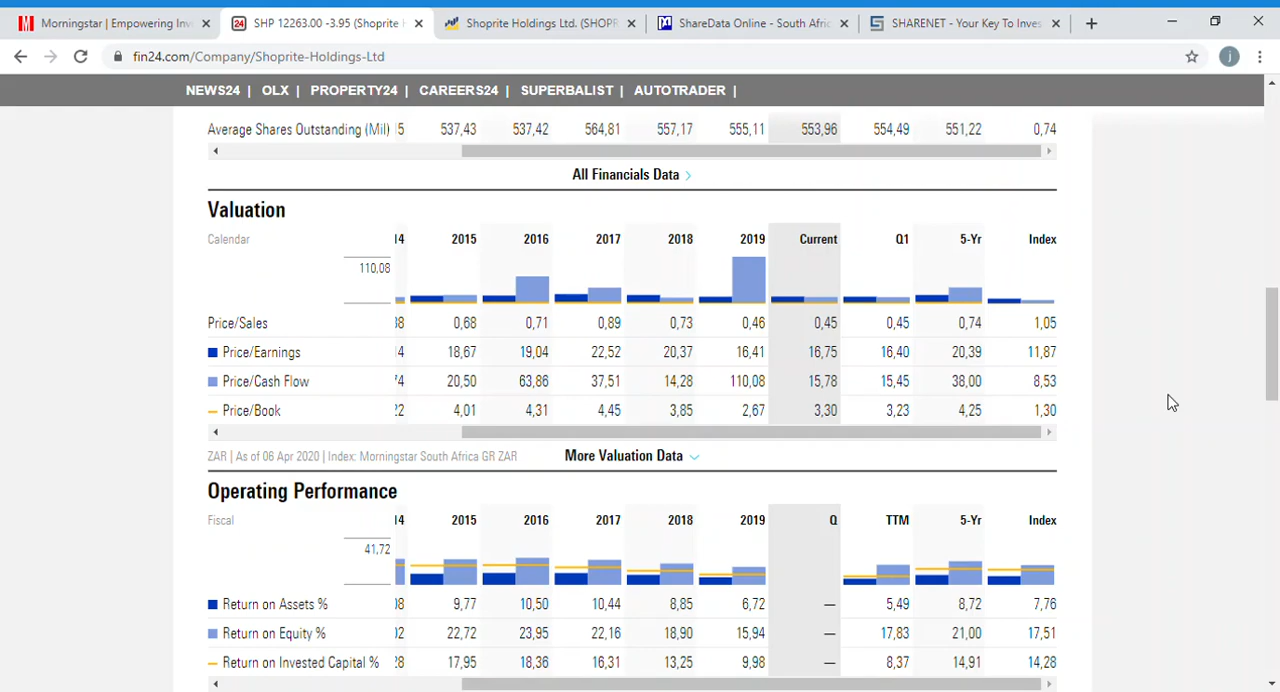 Morningstar | Empowering Inv
SHP 12263.00 -3.95 (Shoprite
Shoprite Holdings Ltd. (SHOPR
ShareData Online - South Afric
SHARENET - Your Key To Inves
fin24.com/Company/Shoprite-Holdings-Ltd
j
NEWS24 | OLX | PROPERTY24 | CAREERS24 | SUPERBALIST | AUTOTRADER |
Average Shares Outstanding (Mil) 5 537,43 537,42 564,81 557,17 555,11 553,96 554,49 551,22 0,74
All Financials Data >
Valuation
Calendar 14 2015 2016 2017 2018 2019 Current Q1 5-Yr Index
110,08
Price/Sales 38 0,68 0,71 0,89 0,73 0,46 0,45 0,45 0,74 1,05
Price/Earnings 4 18,67 19,04 22,52 20,37 16,41 16,75 16,40 20,39 11,87
Price/Cash Flow 74 20,50 63,86 37,51 14,28 110,08 15,78 15,45 38,00 8,53
Price/Book 22 4,01 4,31 4,45 3,85 2,67 3,30 3,23 4,25 1,30
ZAR | As of 06 Apr 2020 | Index: Morningstar South Africa GR ZAR More Valuation Data
Operating Performance
Fiscal 14 2015 2016 2017 2018 2019 Q TTM 5-Yr Index
41,72
Return on Assets % 9,77 10,50 10,44 8,85 6,72 — 5,49 8,72 7,76
Return on Equity % 22,72 23,95 22,16 18,90 15,94 — 17,83 21,00 17,51
Return on Invested Capital % 28 17,95 18,36 16,31 13,25 9,98 — 8,37 14,91 14,28